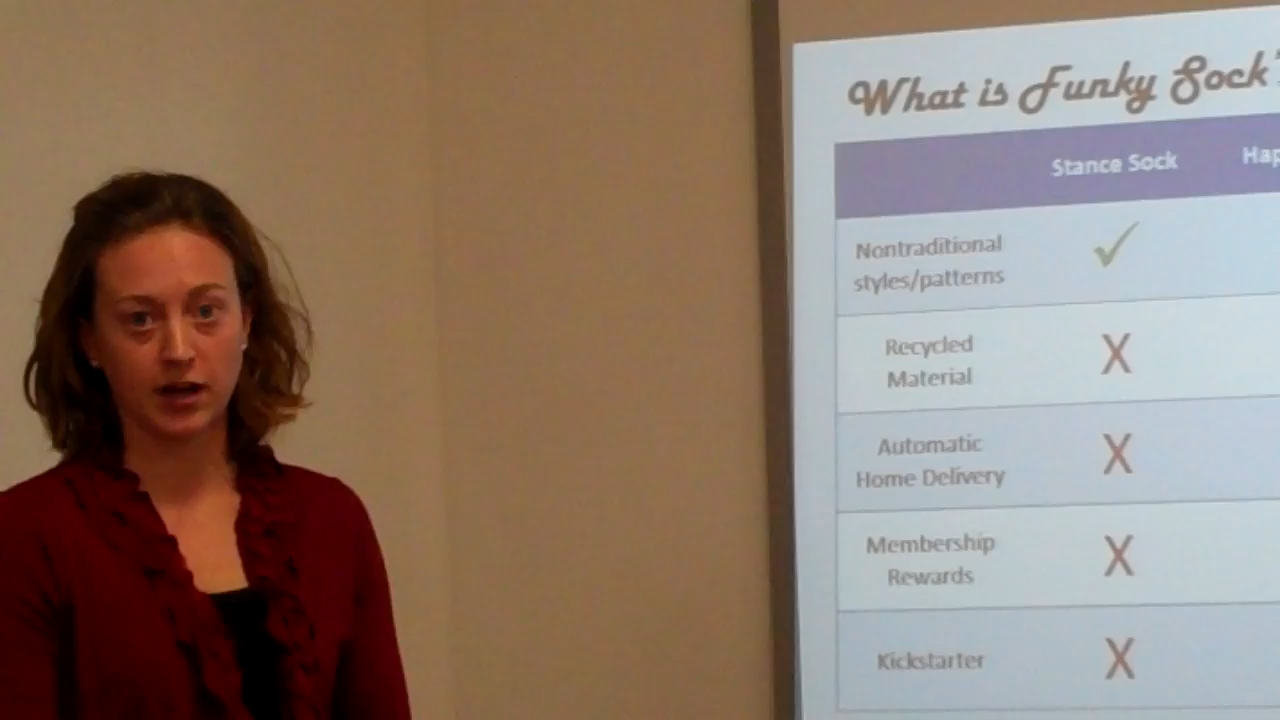 What is Funky Sock?
Stance Sock
Nontraditional
styles/patterns
✓
Recycled
Material
X
Automatic
Home Delivery
X
Membership
Rewards
X
Kickstarter
X